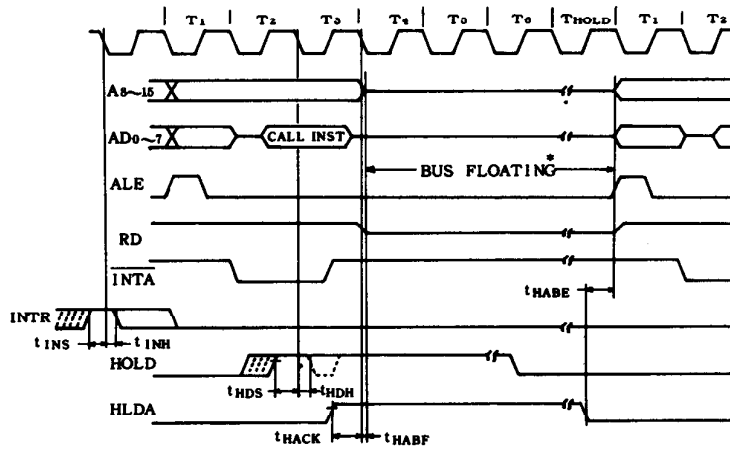 T1 T2 T3 T4 T0 T0 THOLD T1 T2
A8~15
AD0~7 CALL INST
BUS FLOATING*
ALE
RD
INTA
tHABE
INTR
tINS tINH
HOLD
tHDS tHDH
HLDA
tHACK tHABF